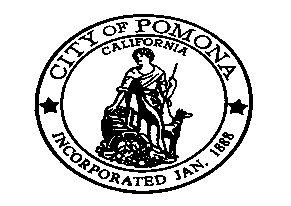 CITY OF POMONA
CALIFORNIA
INCORPORATED JAN. 1888